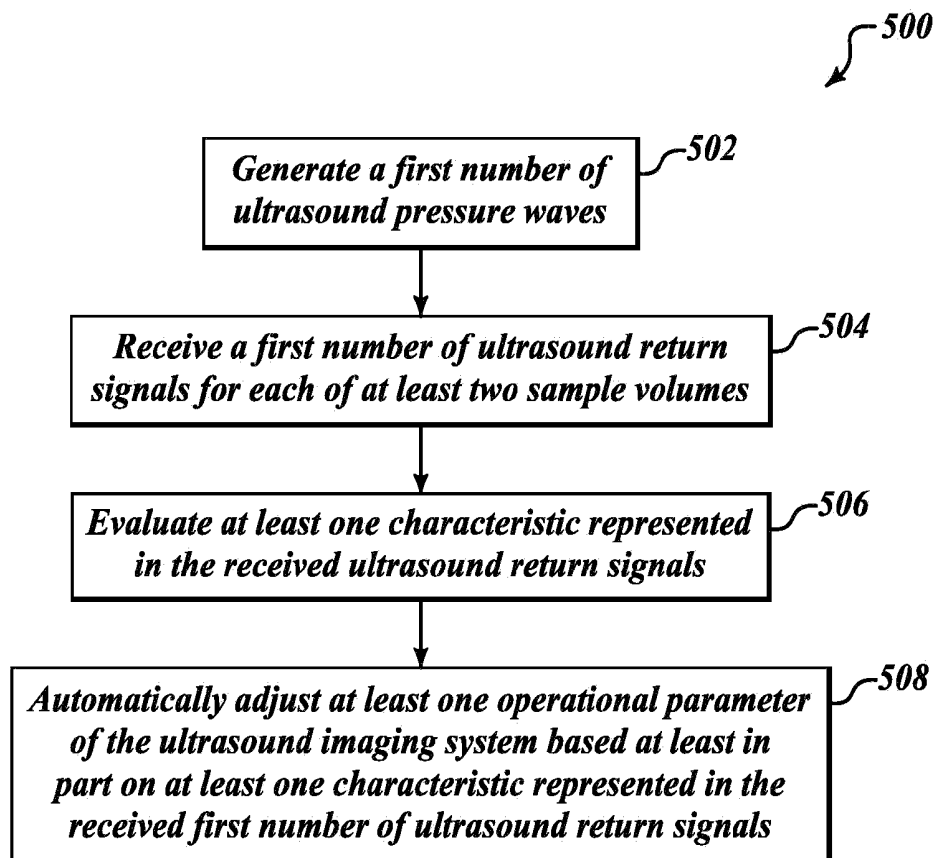 500
502
Generate a first number of
ultrasound pressure waves
504
Receive a first number of ultrasound return
signals for each of at least two sample volumes
506
Evaluate at least one characteristic represented
in the received ultrasound return signals
508
Automatically adjust at least one operational parameter
of the ultrasound imaging system based at least in
part on at least one characteristic represented in the
received first number of ultrasound return signals